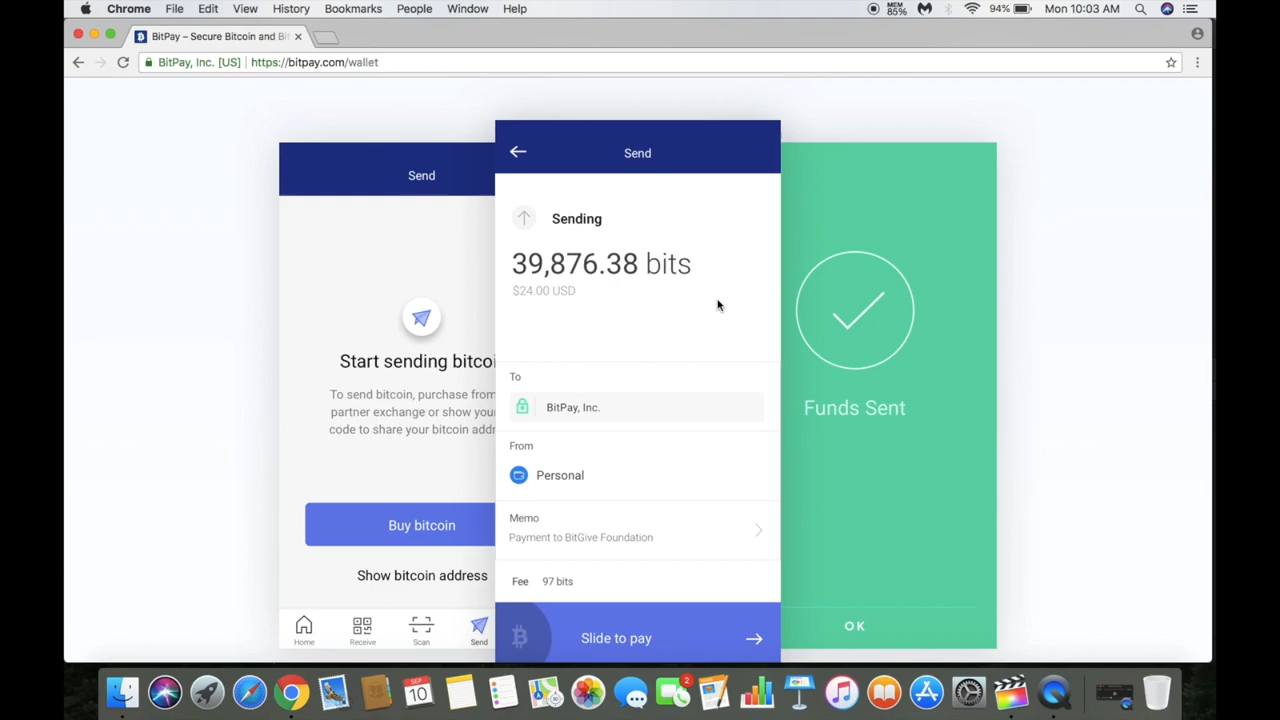 Chrome File Edit View History Bookmarks People Window Help MEM 85% 94% Mon 10:03 AM
BitPay – Secure Bitcoin and Bit
BitPay, Inc. [US] https://bitpay.com/wallet
Send
Start sending bitcoi
To send bitcoin, purchase from
partner exchange or show your
code to share your bitcoin addr
Buy bitcoin
Show bitcoin address
Home Receive Scan Send
Send
Sending
39,876.38 bits
$24.00 USD
To
BitPay, Inc.
From
Personal
Memo
Payment to BitGive Foundation
Fee 97 bits
Slide to pay
Funds Sent
OK
SEP
10
2